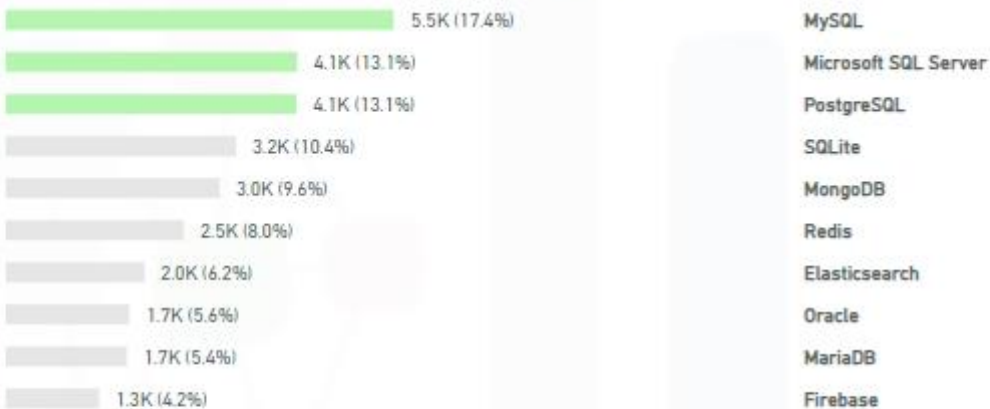 5.5K (17.4%) MySQL
4.1K (13.1%) Microsoft SQL Server
4.1K (13.1%) PostgreSQL
3.2K (10.4%) SQLite
3.0K (9.6%) MongoDB
2.5K (8.0%) Redis
2.0K (6.2%) Elasticsearch
1.7K (5.6%) Oracle
1.7K (5.4%) MariaDB
1.3K (4.2%) Firebase